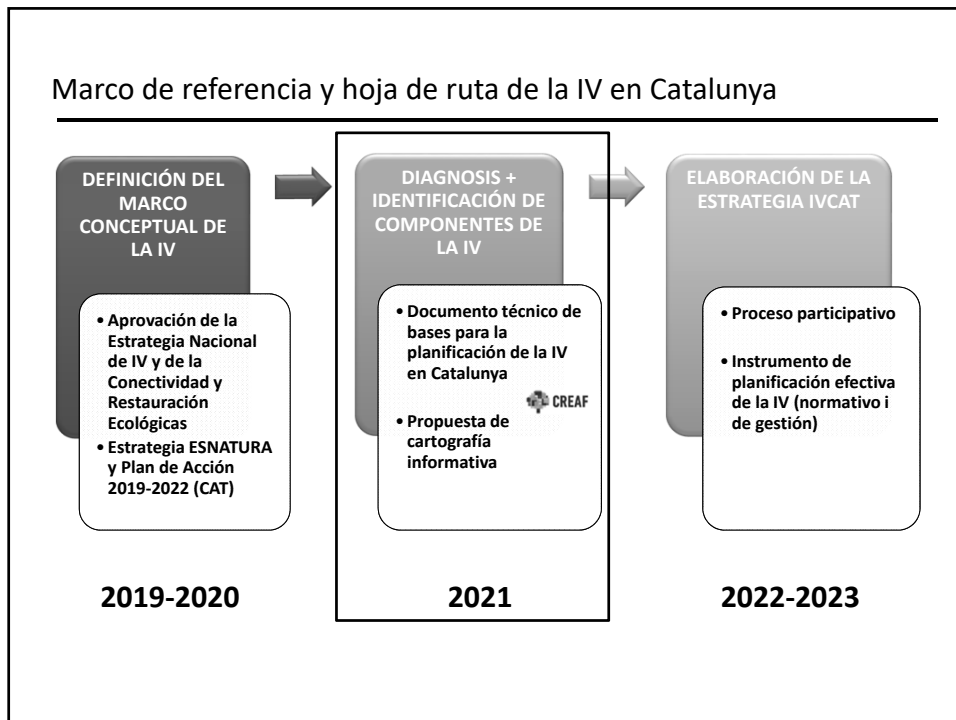 Marco de referencia y hoja de ruta de la IV en Catalunya
DEFINICIÓN DEL
MARCO
CONCEPTUAL DE
LA IV
• Aprovación de la
Estrategia Nacional
de IV y de la
Conectividad y
Restauración
Ecológicas
• Estrategia ESNATURA
y Plan de Acción
2019-2022 (CAT)
2019-2020
DIAGNOSIS +
IDENTIFICACIÓN DE
COMPONENTES DE
LA IV
• Documento técnico de
bases para la
planificación de la IV
en Catalunya
CREAF
• Propuesta de
cartografía
informativa
2021
ELABORACIÓN DE LA
ESTRATEGIA IVCAT
• Proceso participativo
• Instrumento de
planificación efectiva
de la IV (normativo i
de gestión)
2022-2023